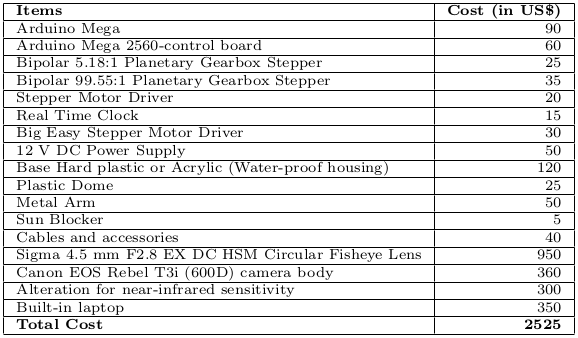 Items Cost (in US$)
Arduino Mega 90
Arduino Mega 2560-control board 60
Bipolar 5.18:1 Planetary Gearbox Stepper 25
Bipolar 99.55:1 Planetary Gearbox Stepper 35
Stepper Motor Driver 20
Real Time Clock 15
Big Easy Stepper Motor Driver 30
12 V DC Power Supply 50
Base Hard plastic or Acrylic (Water-proof housing) 120
Plastic Dome 25
Metal Arm 50
Sun Blocker 5
Cables and accessories 40
Sigma 4.5 mm F2.8 EX DC HSM Circular Fisheye Lens 950
Canon EOS Rebel T3i (600D) camera body 360
Alteration for near-infrared sensitivity 300
Built-in laptop 350
Total Cost 2525